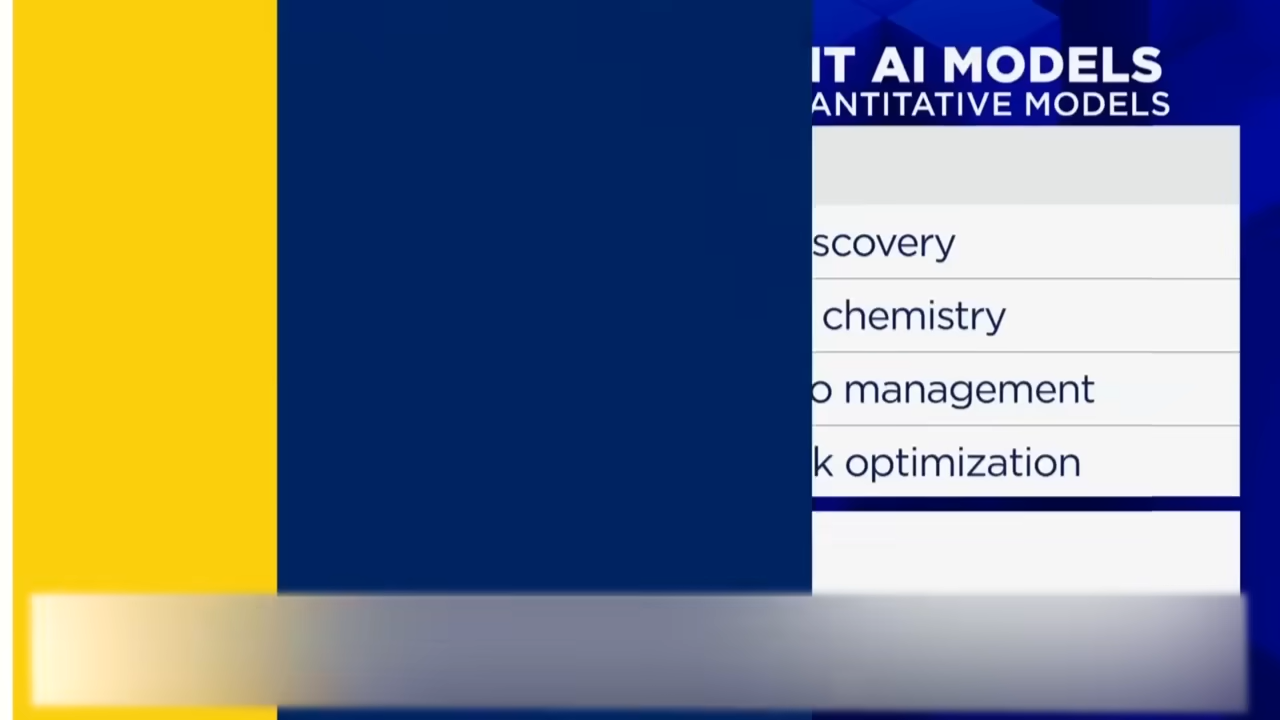 IT AI MODELS
ANTITATIVE MODELS
scovery
chemistry
o management
k optimization